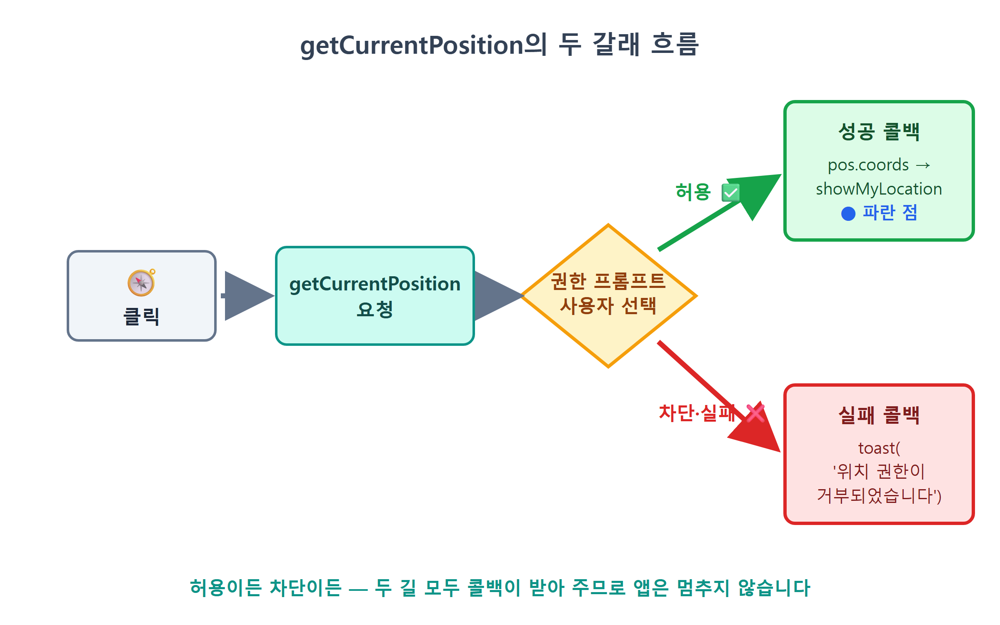 getCurrentPosition의 두 갈래 흐름
클릭
getCurrentPosition
요청
권한 프롬프트
사용자 선택
허용
성공 콜백
pos.coords →
showMyLocation
파란 점
차단·실패
실패 콜백
toast(
'위치 권한이
거부되었습니다')
허용이든 차단이든 — 두 길 모두 콜백이 받아 주므로 앱은 멈추지 않습니다